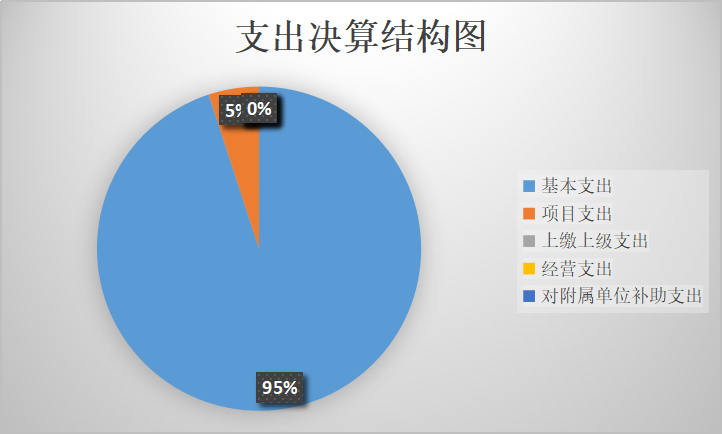 支出决算结构图
5%
0%
基本支出
项目支出
上缴上级支出
经营支出
对附属单位补助支出
95%